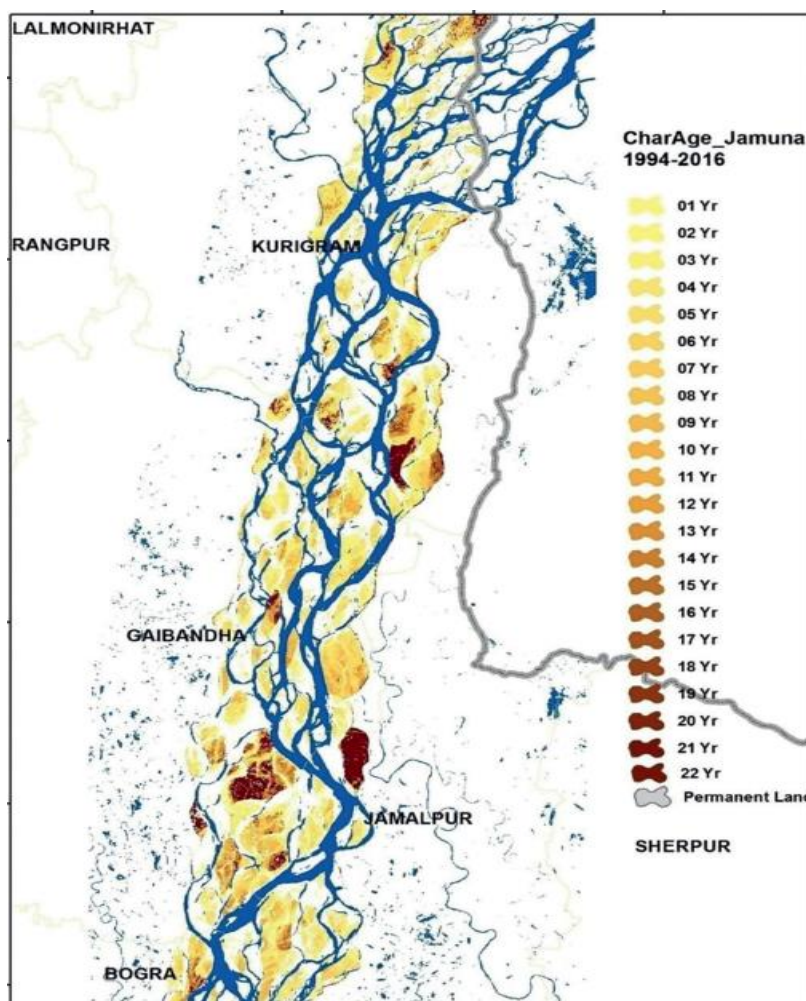 LALMONIRHAT
CharAge_Jamuna
1994-2016
01 Yr
02 Yr
RANGPUR
KURIGRAM
03 Yr
04 Yr
05 Yr
06 Yr
07 Yr
08 Yr
09 Yr
10 Yr
11 Yr
12 Yr
13 Yr
14 Yr
15 Yr
16 Yr
GAIBANDHA
17 Yr
18 Yr
19 Yr
20 Yr
21 Yr
22 Yr
Permanent Land
JAMALPUR
SHERPUR
BOGRA